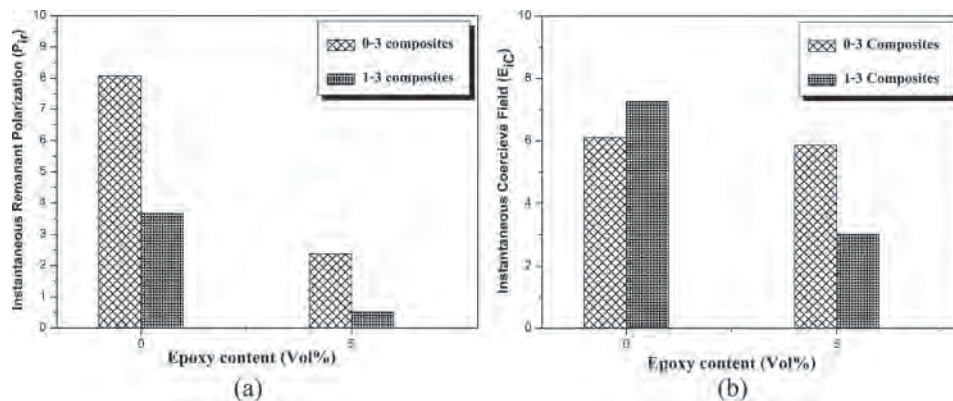 10
9
8
7
6
5
4
3
2
1
0
Instantaneous Remanant Polarization (Pir)
0-3 composites
1-3 composites
0
5
Epoxy content (Vol%)
(a)
10
8
6
4
2
0
Instantaneous Coercieve Field (EiC)
0-3 Composites
1-3 Composites
0
5
Epoxy content (Vol%)
(b)